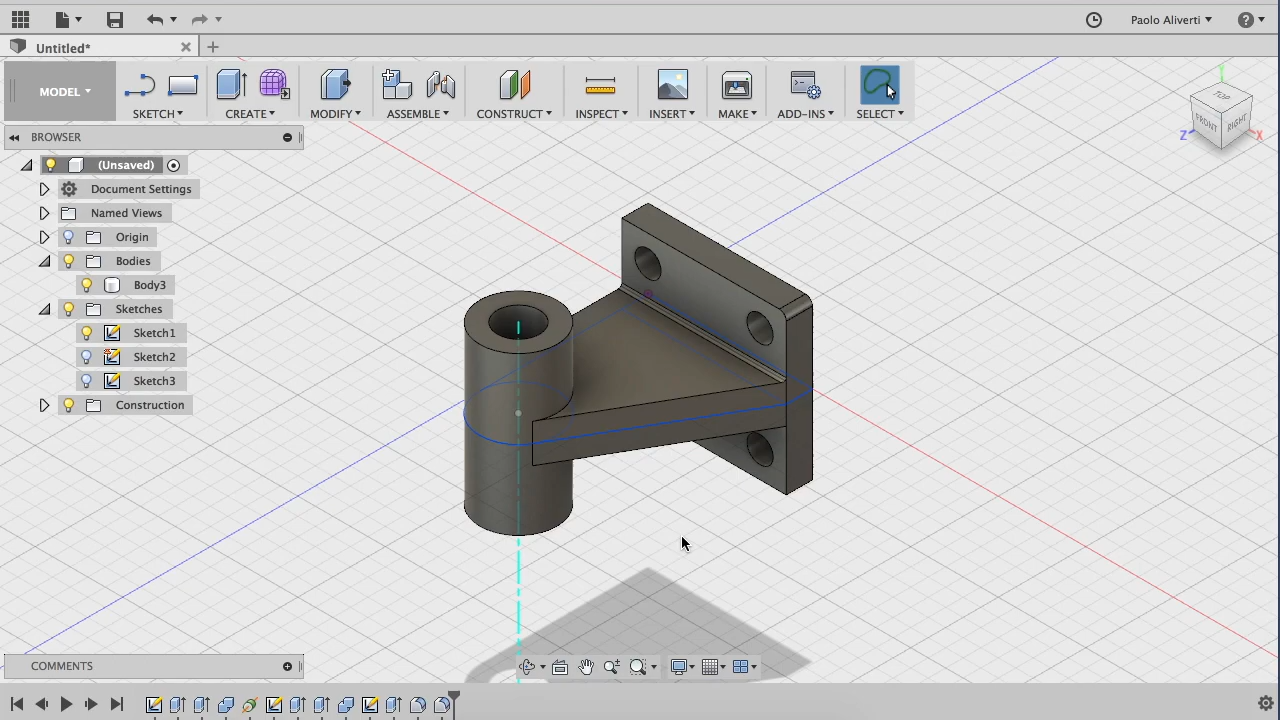 Paolo Aliverti
Untitled*
MODEL
SKETCH
CREATE
MODIFY
ASSEMBLE
CONSTRUCT
INSPECT
INSERT
MAKE
ADD-INS
SELECT
BROWSER
(Unsaved)
Document Settings
Named Views
Origin
Bodies
Body3
Sketches
Sketch1
Sketch2
Sketch3
Construction
Y
TOP
FRONT
RIGHT
Z
X
COMMENTS